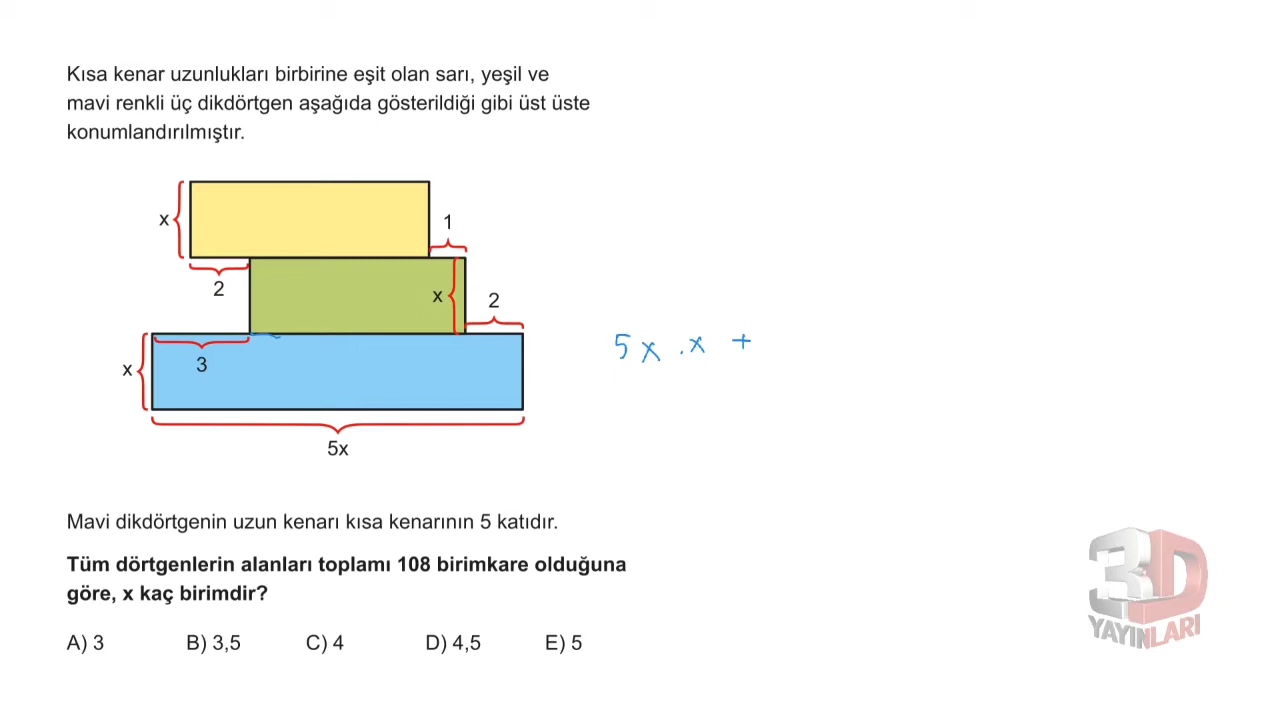 Kısa kenar uzunlukları birbirine eşit olan sarı, yeşil ve
mavi renkli üç dikdörtgen aşağıda gösterildiği gibi üst üste
konumlandırılmıştır.
x
1
2
x
2
3
x
5x
5x . x +
Mavi dikdörtgenin uzun kenarı kısa kenarının 5 katıdır.
Tüm dörtgenlerin alanları toplamı 108 birimkare olduğuna
göre, x kaç birimdir?
A) 3 B) 3,5 C) 4 D) 4,5 E) 5
3D
YAYINLARI